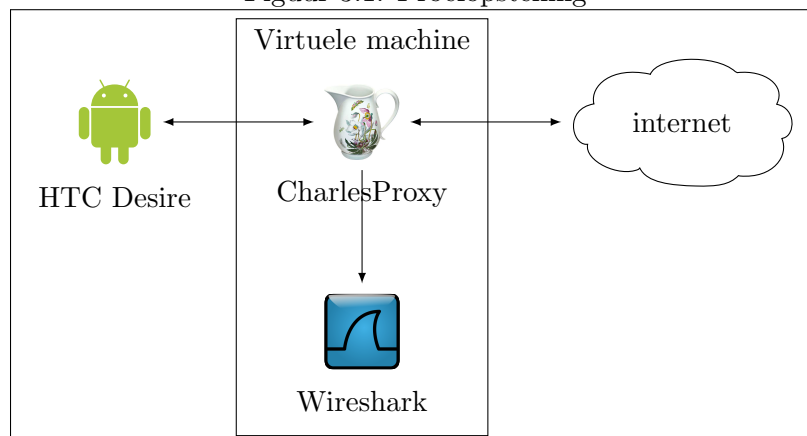 Virtuele machine
internet
HTC Desire
CharlesProxy
Wireshark